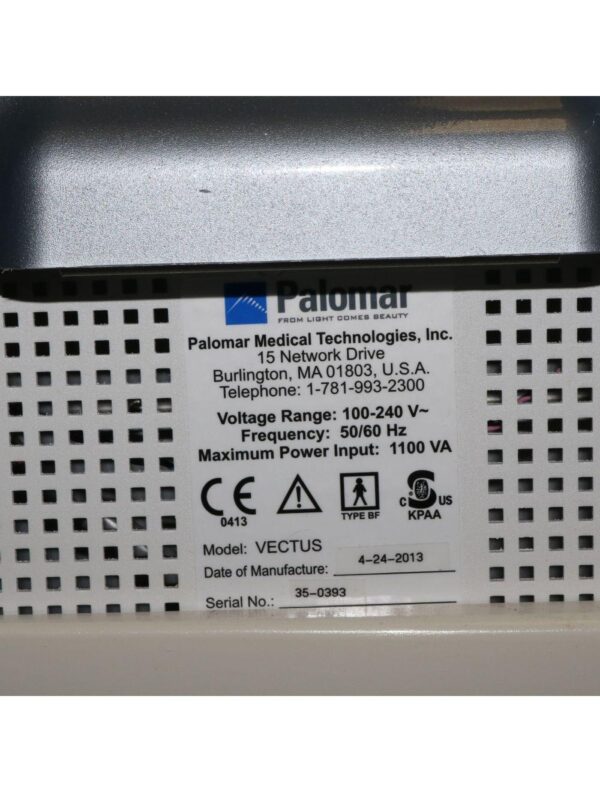 Palomar
FROM LIGHT COMES BEAUTY
Palomar Medical Technologies, Inc.
15 Network Drive
Burlington, MA 01803, U.S.A.
Telephone: 1-781-993-2300
Voltage Range: 100-240 V~
Frequency: 50/60 Hz
Maximum Power Input: 1100 VA
CE
0413
TYPE BF
C US
KPAA
Model: VECTUS
Date of Manufacture: 4-24-2013
Serial No.: 35-0393